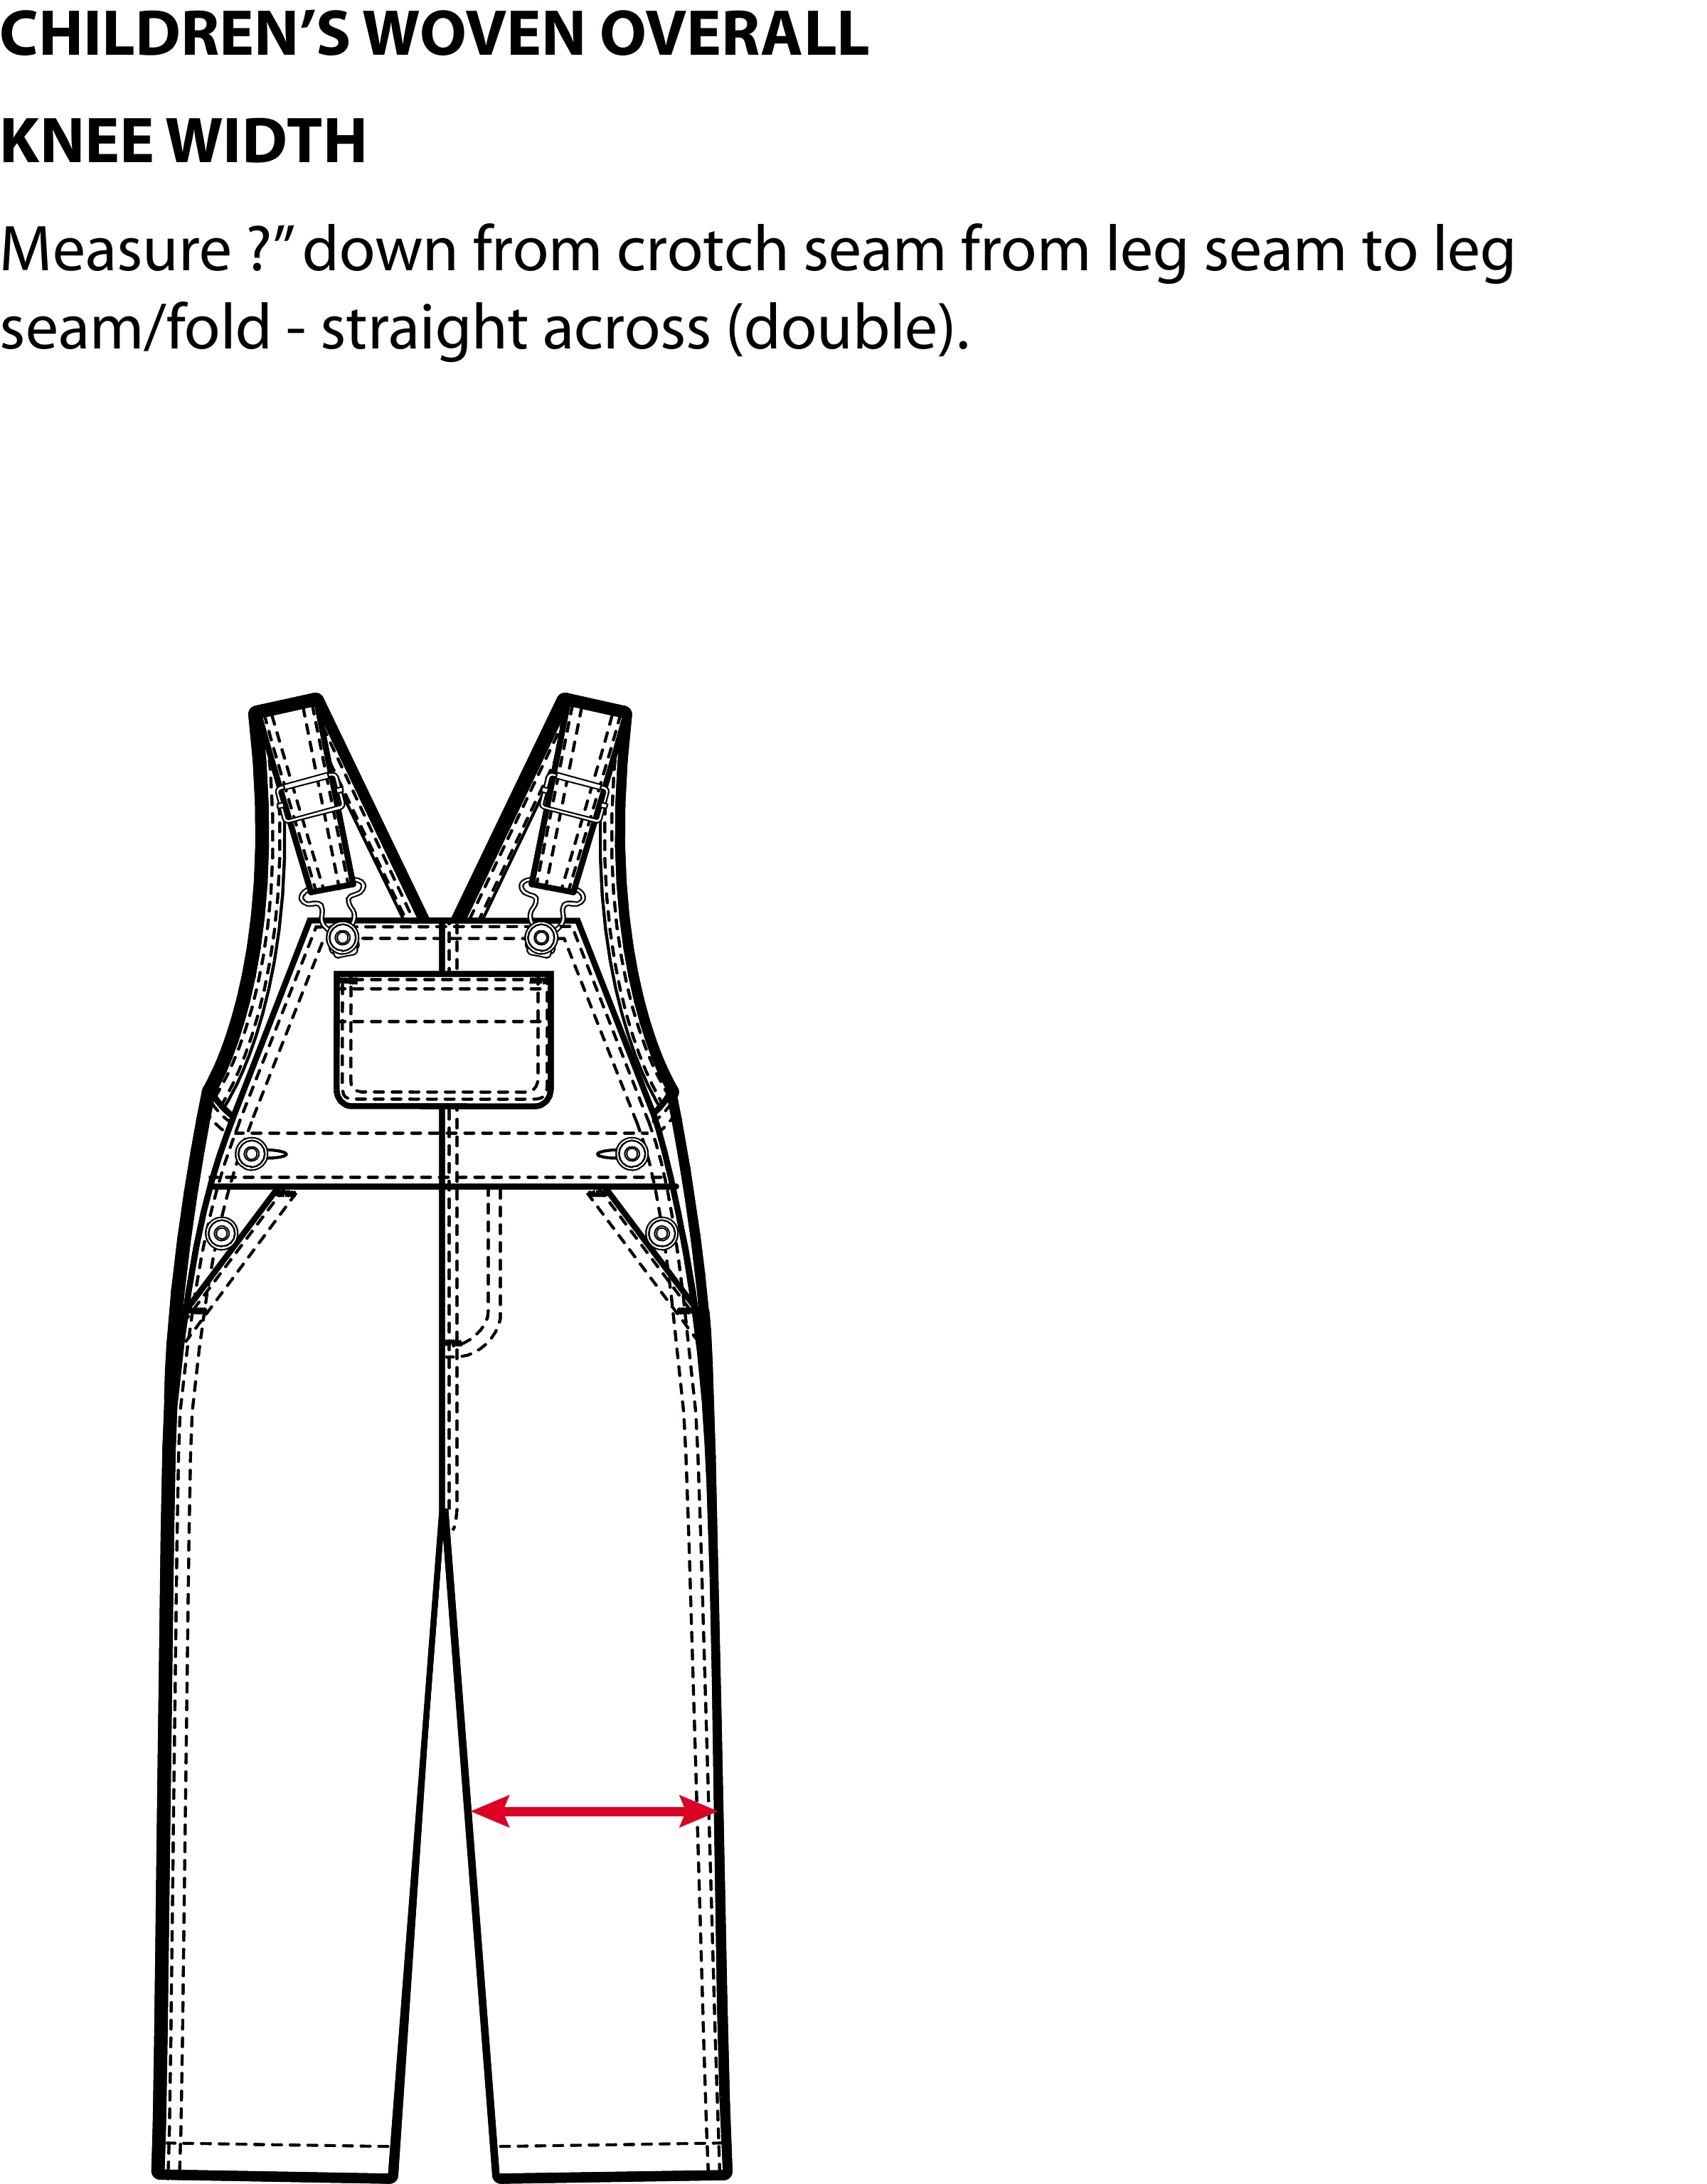 CHILDREN’S WOVEN OVERALL
KNEE WIDTH
Measure ?” down from crotch seam from leg seam to leg
seam/fold - straight across (double).